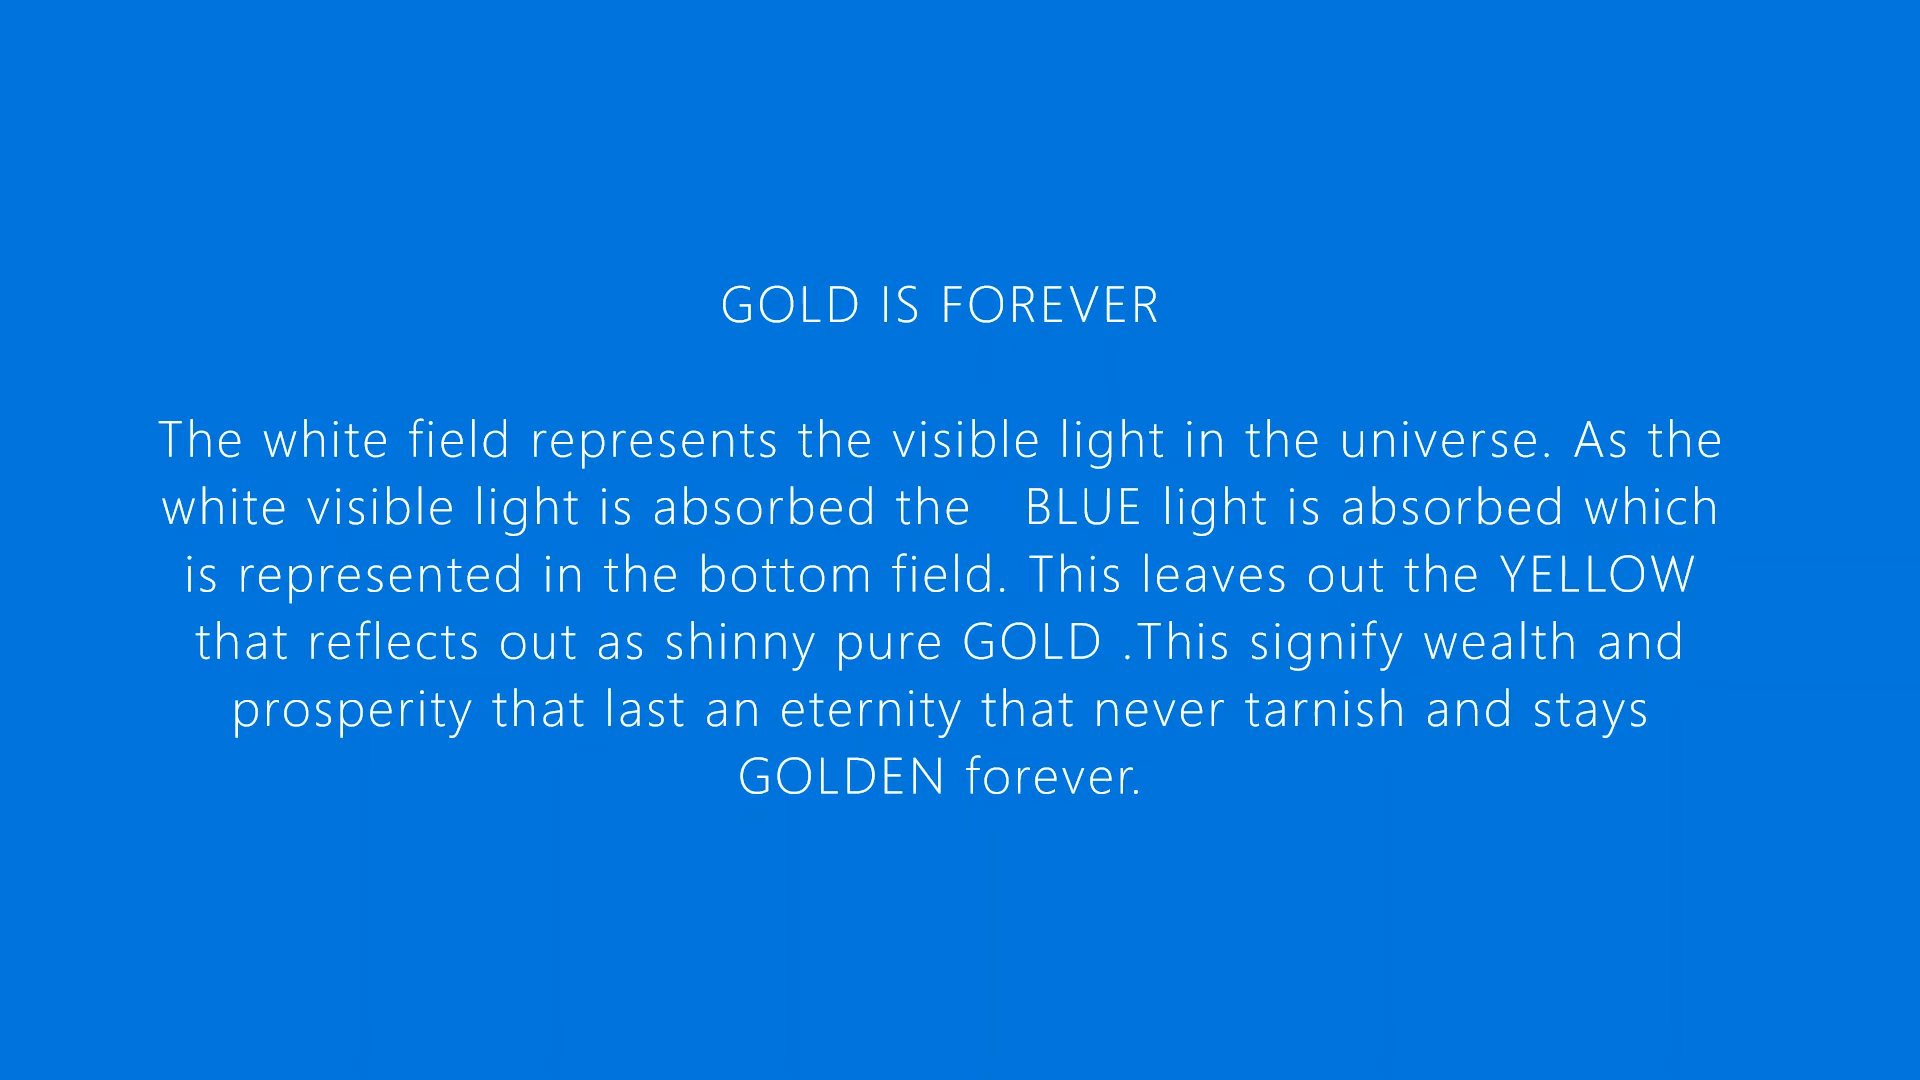 GOLD IS FOREVER
The white field represents the visible light in the universe. As the
white visible light is absorbed the BLUE light is absorbed which
is represented in the bottom field. This leaves out the YELLOW
that reflects out as shinny pure GOLD .This signify wealth and
prosperity that last an eternity that never tarnish and stays
GOLDEN forever.